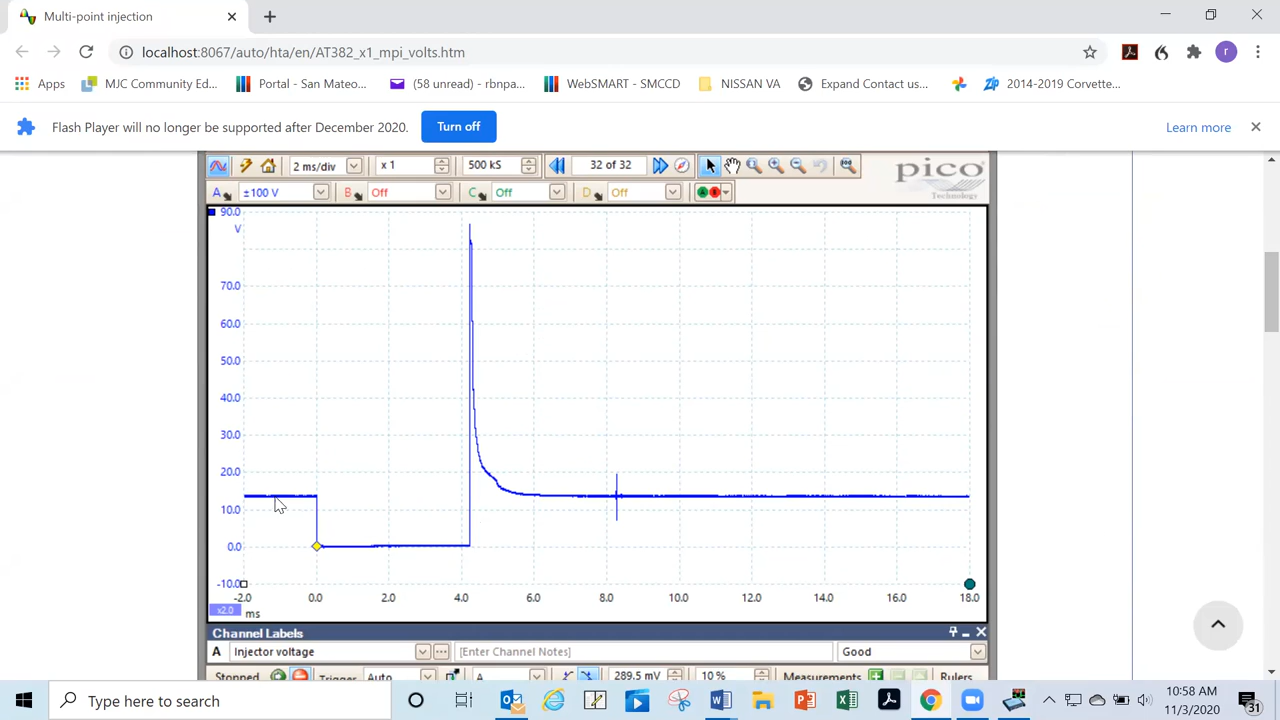 Multi-point injection
localhost:8067/auto/hta/en/AT382_x1_mpi_volts.htm
r
Apps MJC Community Ed... Portal - San Mateo... (58 unread) - rbnpa... WebSMART - SMCCD NISSAN VA Expand Contact us... 2014-2019 Corvette...
Flash Player will no longer be supported after December 2020. Turn off Learn more
2 ms/div x 1 500 kS 32 of 32
pico
Technology
A ±100 V B Off C Off D Off
90.0
V
70.0
60.0
50.0
40.0
30.0
20.0
10.0
0.0
-10.0
-2.0 0.0 2.0 4.0 6.0 8.0 10.0 12.0 14.0 16.0 18.0
x2.0 ms
Channel Labels
A Injector voltage [Enter Channel Notes] Good
Stopped Trigger Auto A 289.5 mV 10 % Measurements Rulers
Type here to search
10:58 AM
11/3/2020
31